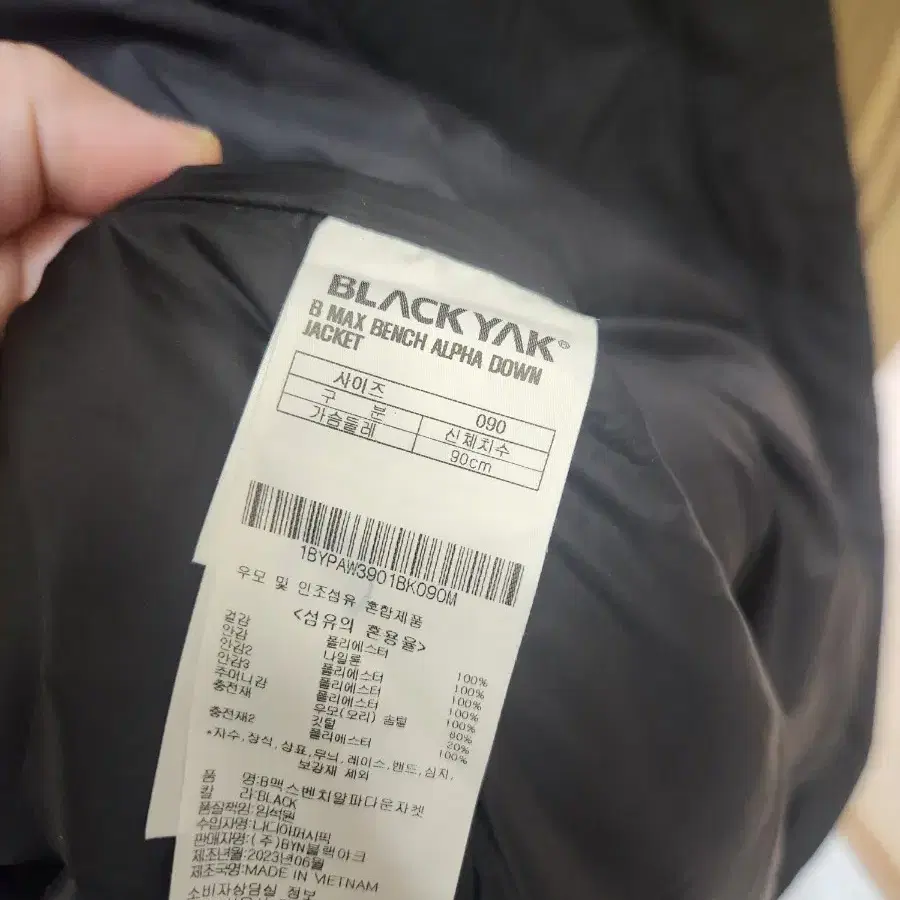 BLACKYAK®
B MAX BENCH ALPHA DOWN
JACKET
사이즈 090
구 분 신체치수
가슴둘레 90cm
1BYPAW3901BK090M
우모 및 인조섬유 혼합제품
<섬유의 혼용율>
겉감 폴리에스터 100%
안감 나일론 100%
안감2 폴리에스터 100%
안감3 폴리에스터 100%
주머니감 폴리에스터 100%
충전재 우모(오리) 솜털 80%
깃털 20%
충전재2 폴리에스터 100%
*자수,장식,상표,무늬,레이스,밴드,심지,
보강재 제외
품 명:B맥스벤치알파다운자켓
칼 라:BLACK
품질책임:임석원
수입자명:나디아퍼시픽
판매자명:(주)BYN블랙야크
제조년월:2023년06월
제조국명:MADE IN VIETNAM
소비자상담실 정보